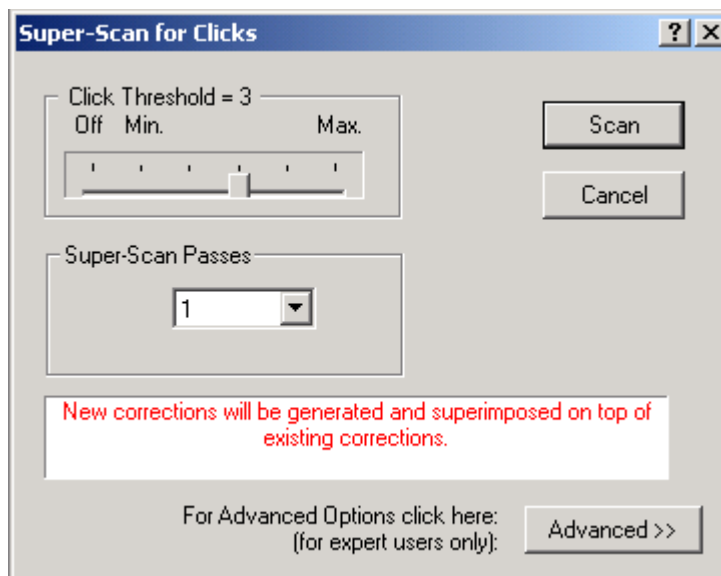 Super-Scan for Clicks
Click Threshold = 3
Off Min. Max.
Scan
Cancel
Super-Scan Passes
1
New corrections will be generated and superimposed on top of
existing corrections.
For Advanced Options click here:
(for expert users only):
Advanced >>